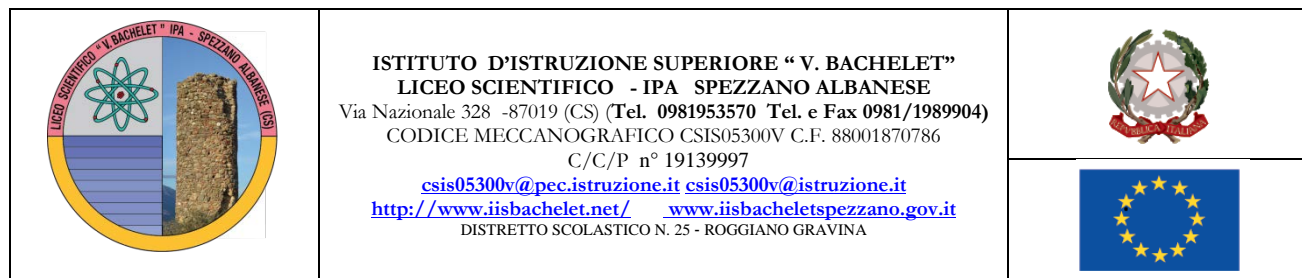 LICEO SCIENTIFICO " V. BACHELET " IPA - SPEZZANO ALBANESE (CS)
ISTITUTO D'ISTRUZIONE SUPERIORE “ V. BACHELET”
LICEO SCIENTIFICO - IPA SPEZZANO ALBANESE
Via Nazionale 328 -87019 (CS) (Tel. 0981953570 Tel. e Fax 0981/1989904)
CODICE MECCANOGRAFICO CSIS05300V C.F. 88001870786
C/C/P n° 19139997
csis05300v@pec.istruzione.it csis05300v@istruzione.it
http://www.iisbachelet.net/ www.iisbacheletspezzano.gov.it
DISTRETTO SCOLASTICO N. 25 - ROGGIANO GRAVINA
REPVBBLICA ITALIANA